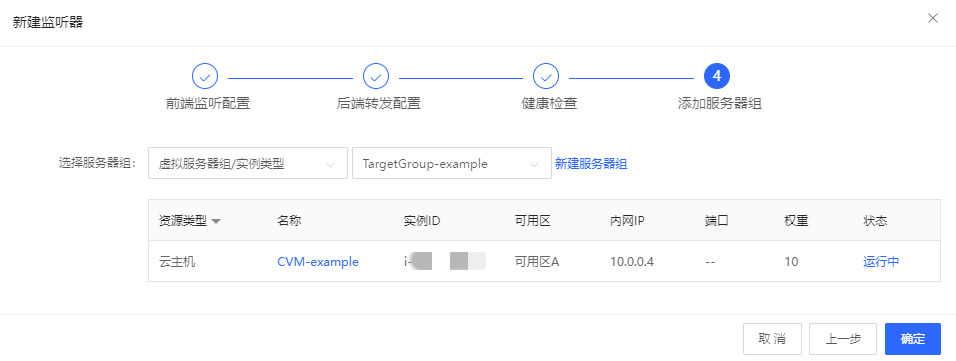 新建监听器
4
前端监听配置 后端转发配置 健康检查 添加服务器组
选择服务器组: 虚拟服务器组/实例类型 TargetGroup-example 新建服务器组
资源类型 名称 实例ID 可用区 内网IP 端口 权重 状态
云主机 CVM-example i- 可用区A 10.0.0.4 -- 10 运行中
取 消 上一步 确定